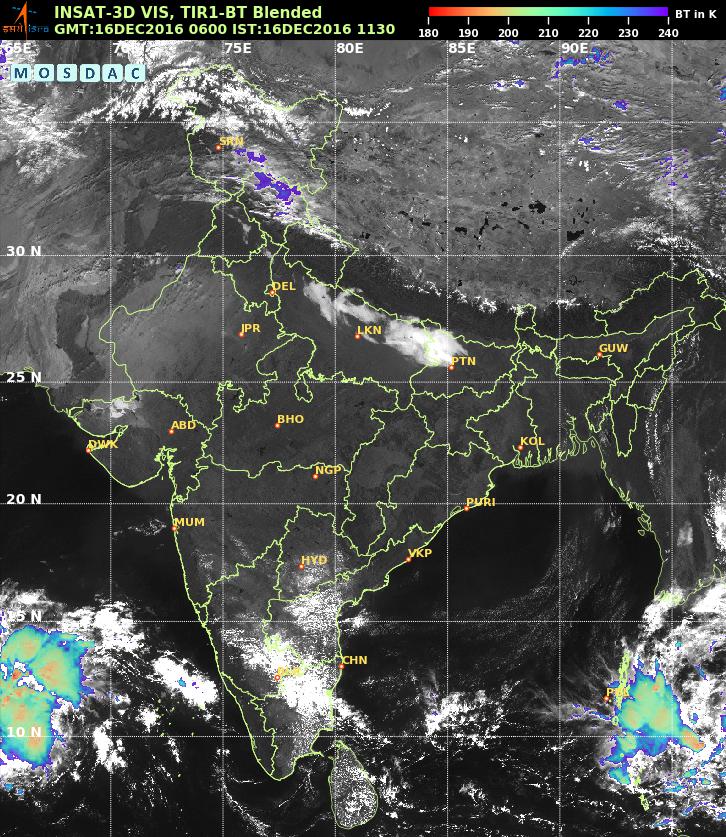 INSAT-3D VIS, TIR1-BT Blended
GMT:16DEC2016 0600 IST:16DEC2016 1130
BT in K
180 190 200 210 220 230 240
65E 70E 75E 80E 85E 90E
MOSDAC
SRN
30 N
DEL
JPR
LKN
PTN
GUW
25 N
ABD
BHO
DWK
KOL
NGP
20 N
PURI
MUM
VKP
HYD
15 N
CHN
10 N